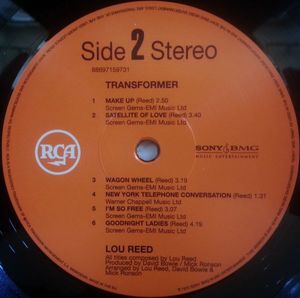 Side 2 Stereo
88697159731
TRANSFORMER
1 MAKE UP (Reed) 2.50
Screen Gems-EMI Music Ltd
2 SATELLITE OF LOVE (Reed) 3.40
Screen Gems-EMI Music Ltd
RCA
SONY BMG
MUSIC ENTERTAINMENT
3 WAGON WHEEL (Reed) 3.19
Screen Gems-EMI Music Ltd
4 NEW YORK TELEPHONE CONVERSATION (Reed) 1.31
Warner Chappell Music Ltd
5 I'M SO FREE (Reed) 3.07
Screen Gems-EMI Music Ltd
6 GOODNIGHT LADIES (Reed) 4.19
Screen Gems-EMI Music Ltd
LOU REED
All titles composed by Lou Reed
Produced by David Bowie / Mick Ronson
Arranged by Lou Reed, David Bowie &
Mick Ronson